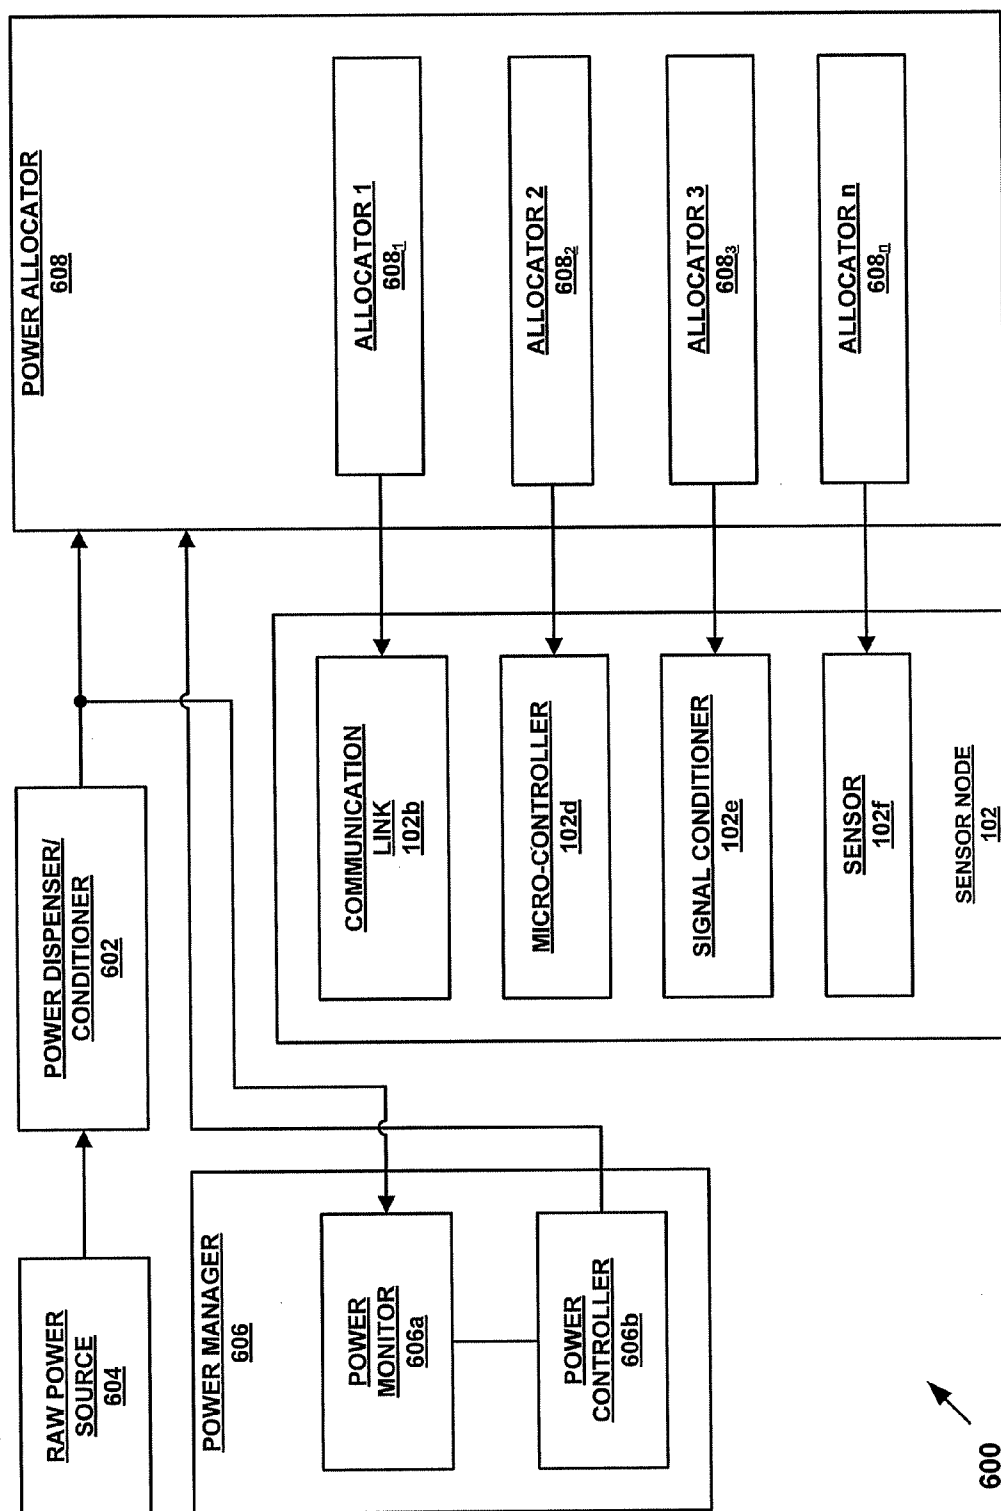 RAW POWER
SOURCE
604
POWER DISPENSER/
CONDITIONER
602
POWER ALLOCATOR
608
POWER MANAGER
606
POWER
MONITOR
606a
POWER
CONTROLLER
606b
COMMUNICATION
LINK
102b
MICRO-CONTROLLER
102d
SIGNAL CONDITIONER
102e
SENSOR
102f
SENSOR NODE
102
ALLOCATOR 1
608₁
ALLOCATOR 2
608₂
ALLOCATOR 3
608₃
ALLOCATOR n
608ₙ
600